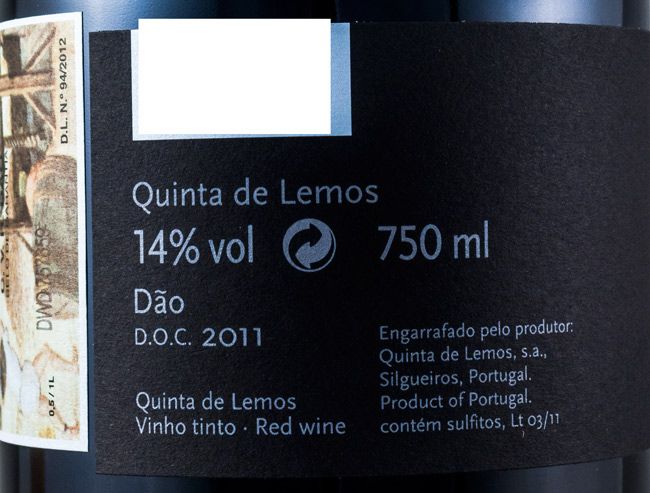 D.L. N.º 94/2012
0,5 / 1L
Quinta de Lemos
14% vol
750 ml
Dão
D.O.C. 2011
Quinta de Lemos
Vinho tinto · Red wine
Engarrafado pelo produtor:
Quinta de Lemos, s.a.,
Silgueiros, Portugal.
Product of Portugal.
contém sulfitos, Lt 03/11